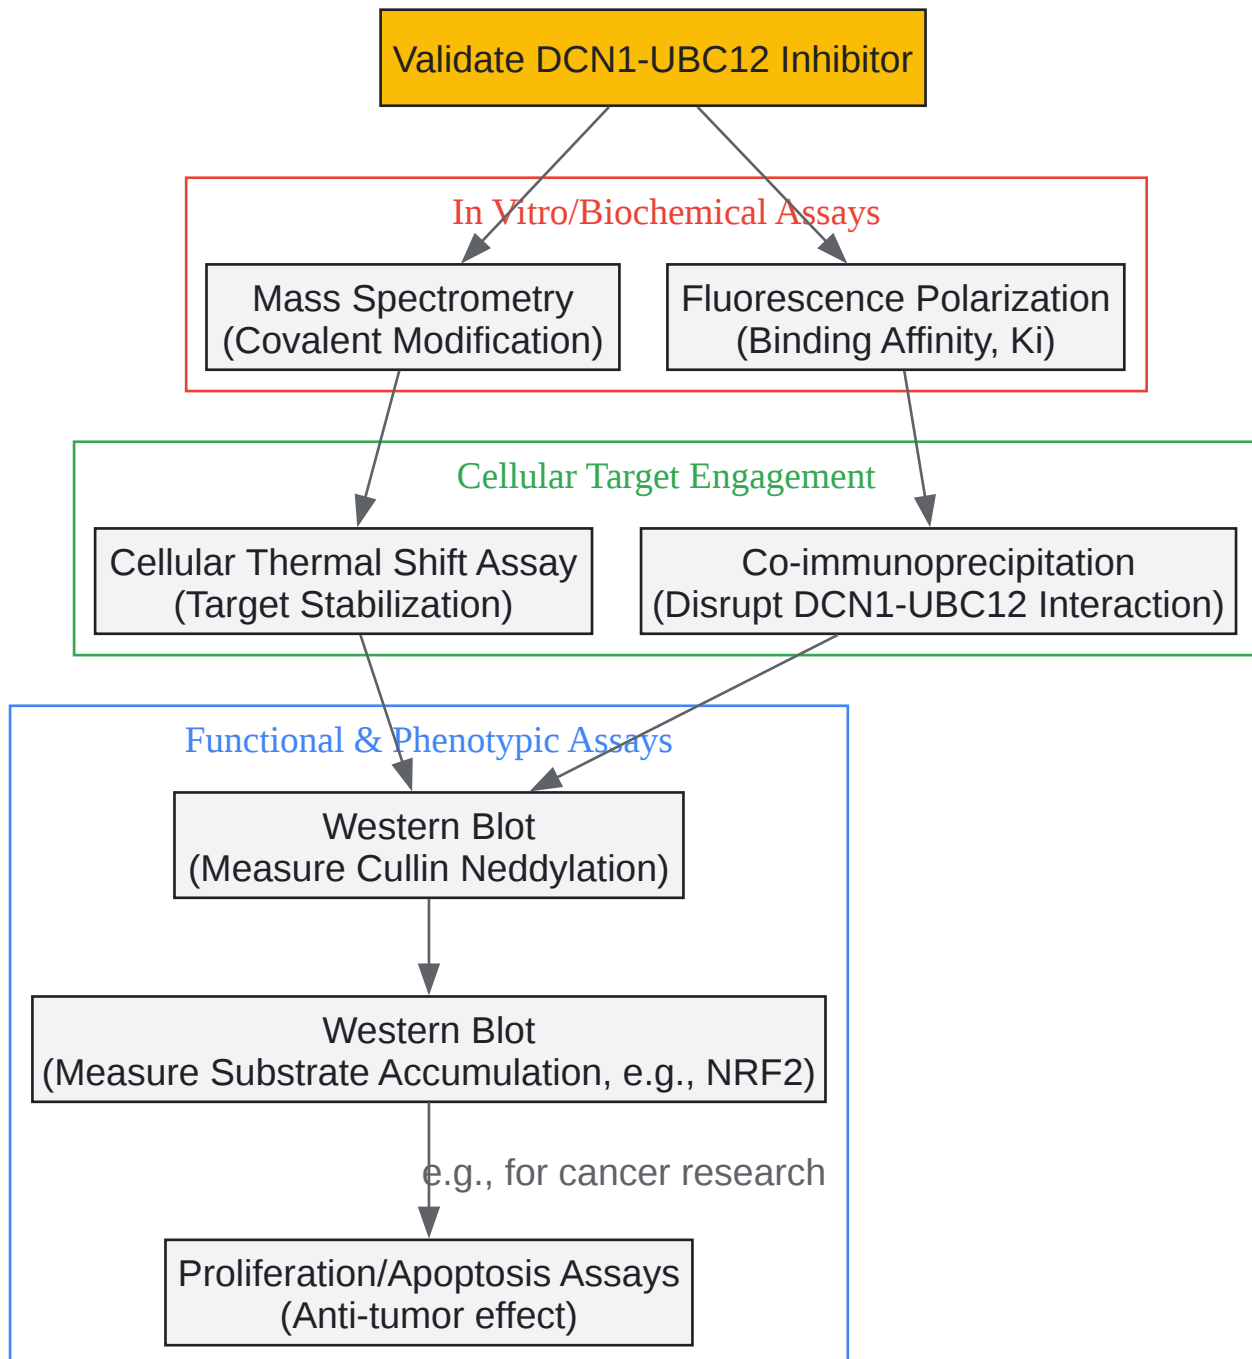 Validate DCN1-UBC12 Inhibitor
In Vitro/Biochemical Assays
Mass Spectrometry
(Covalent Modification)
Fluorescence Polarization
(Binding Affinity, Ki)
Cellular Target Engagement
Cellular Thermal Shift Assay
(Target Stabilization)
Co-immunoprecipitation
(Disrupt DCN1-UBC12 Interaction)
Functional & Phenotypic Assays
Western Blot
(Measure Cullin Neddylation)
Western Blot
(Measure Substrate Accumulation, e.g., NRF2)
e.g., for cancer research
Proliferation/Apoptosis Assays
(Anti-tumor effect)